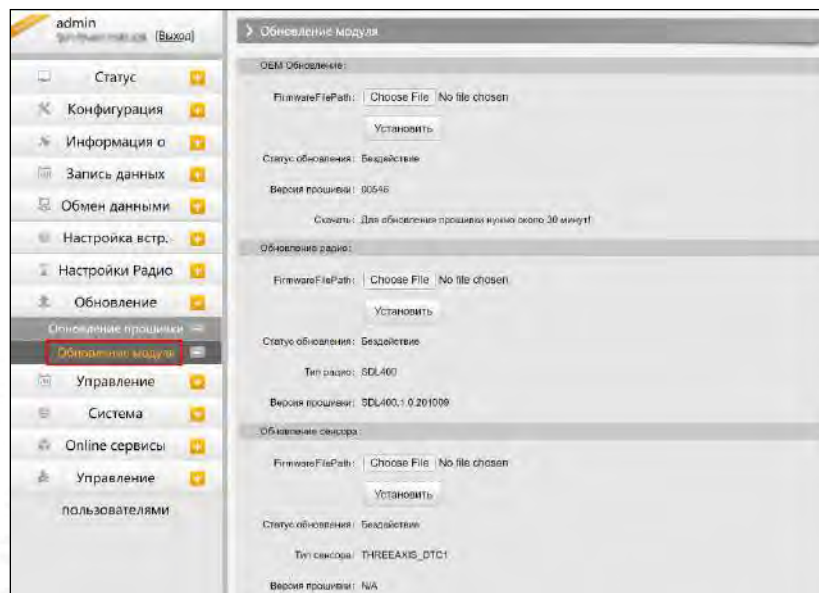 admin
[Выход]
Статус
Конфигурация
Информация о
Запись данных
Обмен данными
Настройка встр.
Настройки Радио
Обновление
Обновление прошивки
Обновление модуля
Управление
Система
Online сервисы
Управление
пользователями
Обновление модуля
OEM Обновление:
FirmwareFilePath: Choose File No file chosen
Установить
Статус обновления: Бездействие
Версия прошивки: 00546
Скачать: Для обновления прошивки нужно около 30 минут!
Обновление радио:
FirmwareFilePath: Choose File No file chosen
Установить
Статус обновления: Бездействие
Тип радио: SDL400
Версия прошивки: SDL400.1.0.201009
Обновление сенсора:
FirmwareFilePath: Choose File No file chosen
Установить
Статус обновления: Бездействие
Тип сенсора: THREEAXIS_DTC1
Версия прошивки: N/A